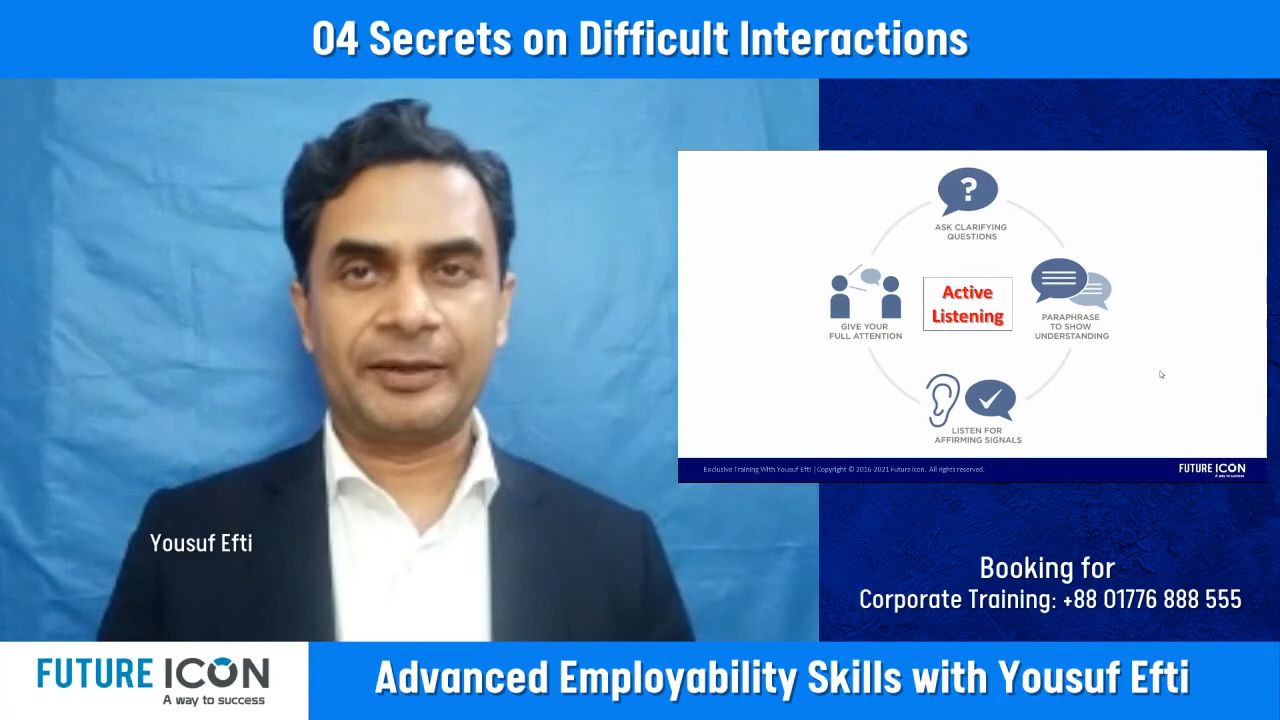 04 Secrets on Difficult Interactions
?
ASK CLARIFYING
QUESTIONS
GIVE YOUR
FULL ATTENTION
Active
Listening
PARAPHRASE
TO SHOW
UNDERSTANDING
LISTEN FOR
AFFIRMING SIGNALS
Exclusive Training With Yousuf Efti | Copyright © 2016-2021 Future Icon. All rights reserved.
FUTURE ICON
A way to success
Yousuf Efti
Booking for
Corporate Training: +88 01776 888 555
FUTURE ICON
A way to success
Advanced Employability Skills with Yousuf Efti